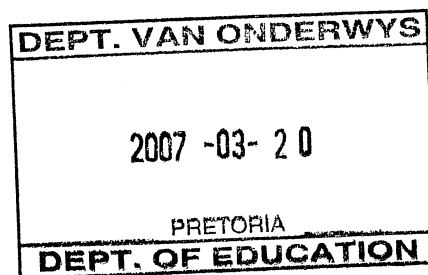 DEPT. VAN ONDERWYS
2007 -03- 20
PRETORIA
DEPT. OF EDUCATION